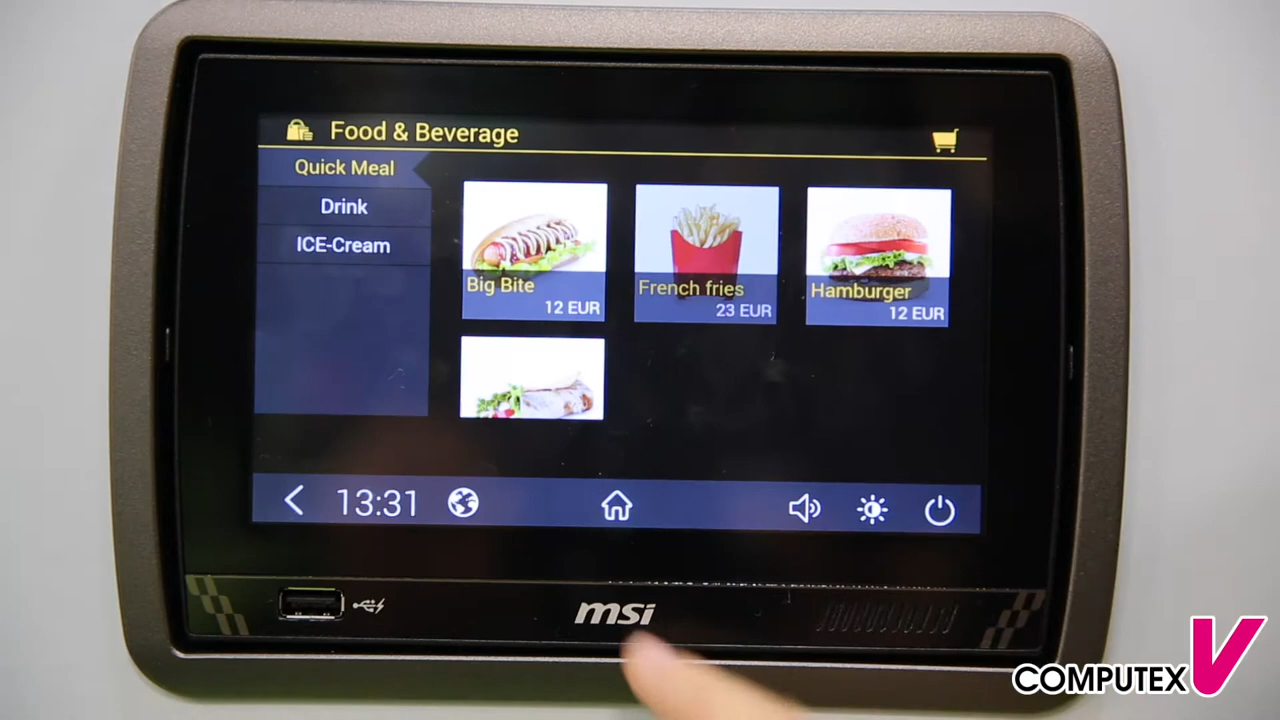 Food & Beverage
Quick Meal
Drink
ICE-Cream
Big Bite
12 EUR
French fries
23 EUR
Hamburger
12 EUR
13:31
msi
COMPUTEX V